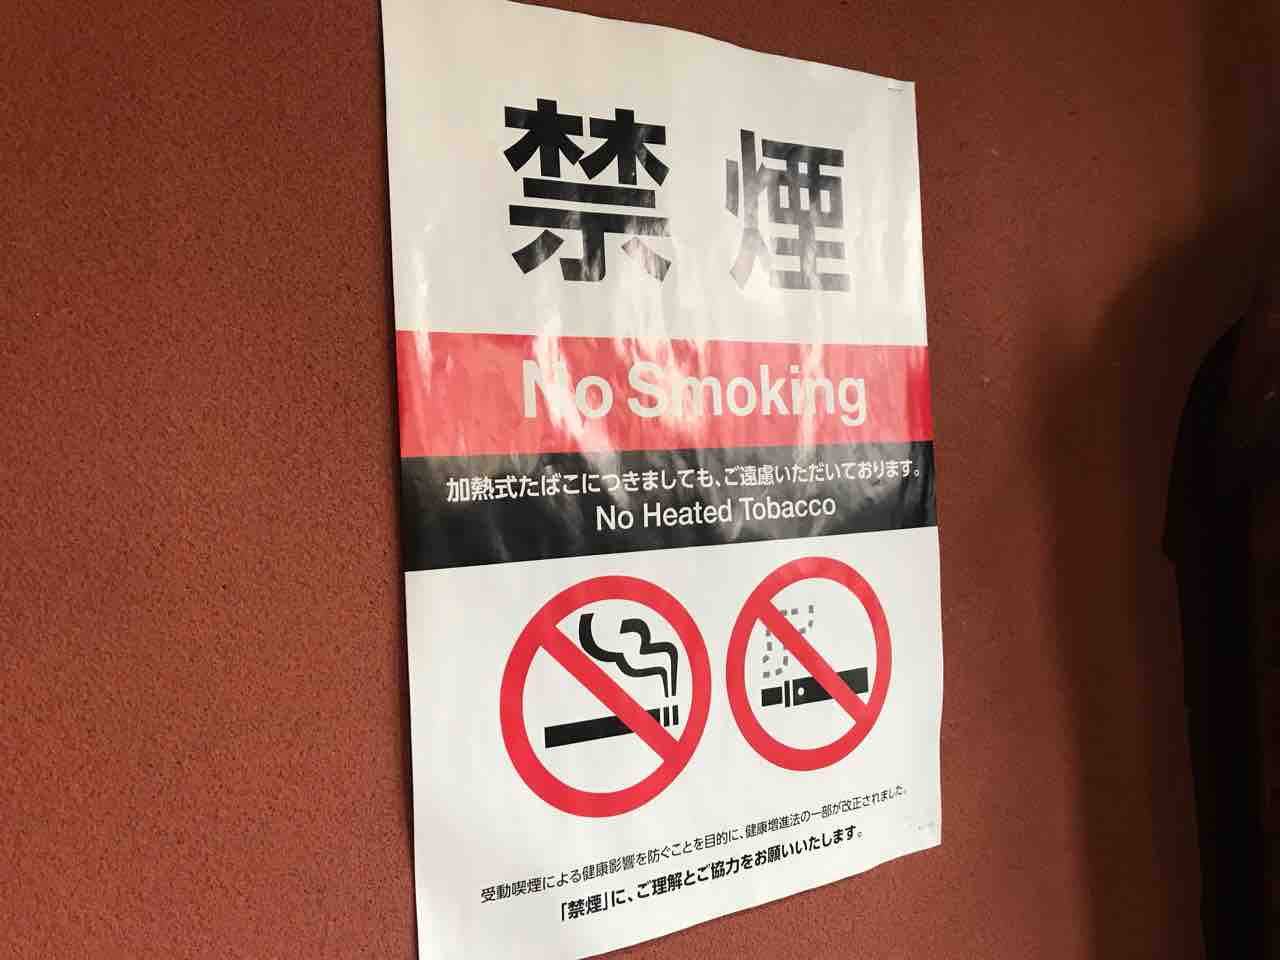 禁煙
No Smoking
加熱式たばこにつきましても、ご遠慮いただいております。
No Heated Tobacco
受動喫煙による健康影響を防ぐことを目的に、健康増進法の一部が改正されました。
「禁煙」に、ご理解とご協力をお願いいたします。